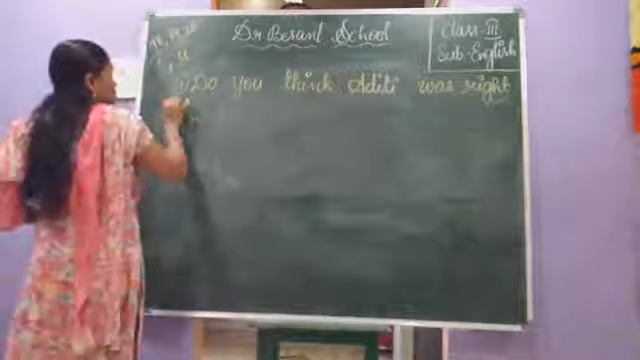 Dr Besant School
Class-III
Sub-English
1) Do you think Aditi was right